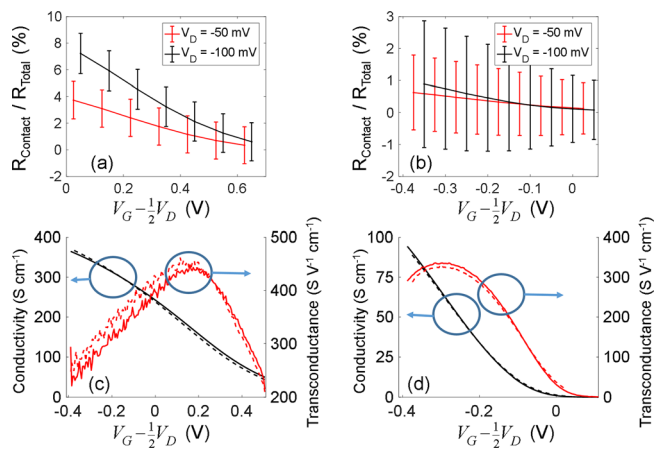 10
8
6
4
2
0
-2
R_Contact / R_Total (%)
V_D = -50 mV
V_D = -100 mV
(a)
0 0.2 0.4 0.6 0.8
V_G − ½V_D (V)
3
2
1
0
-1
-2
R_Contact / R_Total (%)
V_D = -50 mV
V_D = -100 mV
(b)
-0.4 -0.3 -0.2 -0.1 -0
V_G − ½V_D (V)
400
300
200
100
0
Conductivity (S cm⁻¹)
500
400
300
200
Transconductance (S V⁻¹ cm⁻¹)
(c)
-0.4 -0.2 0 0.2 0.4
V_G − ½V_D (V)
100
75
50
25
0
Conductivity (S cm⁻¹)
400
300
200
100
0
Transconductance (S V⁻¹ cm⁻¹)
(d)
-0.4 -0.2 0
V_G − ½V_D (V)